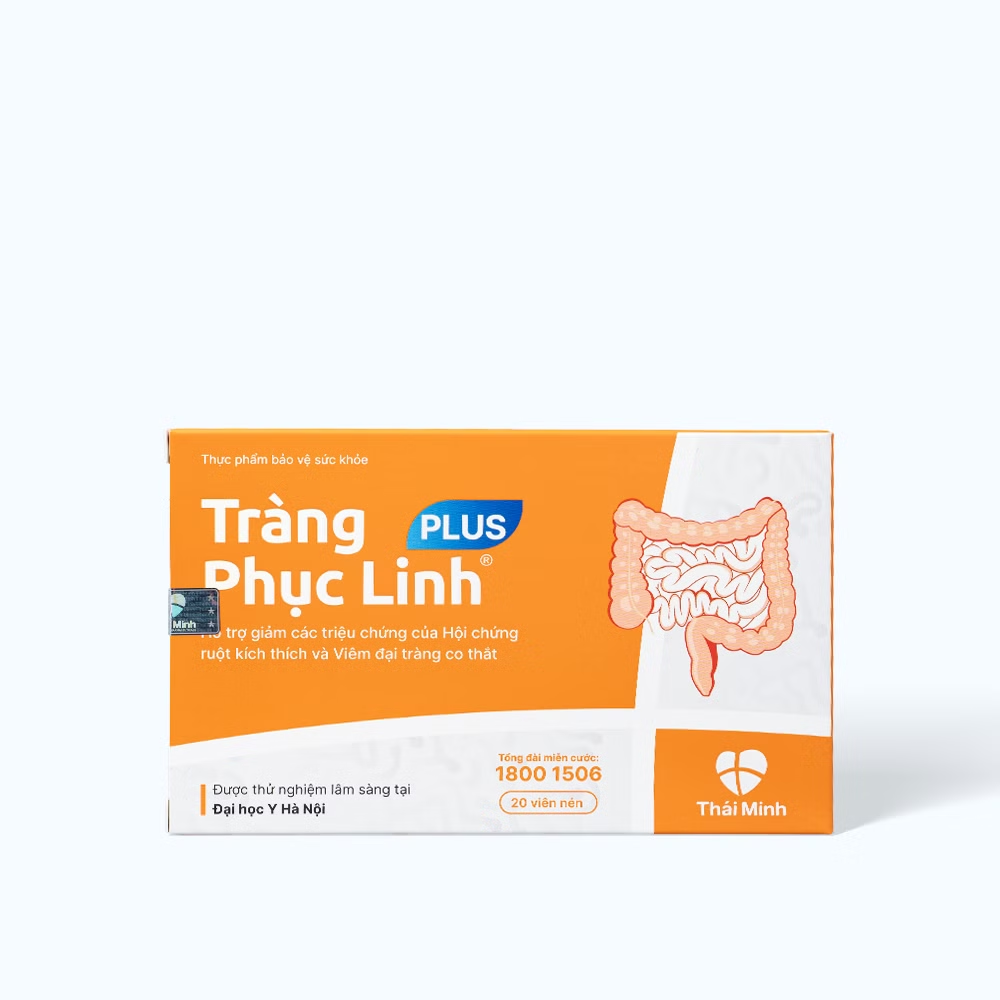 Thực phẩm bảo vệ sức khỏe
Tràng PLUS
Phục Linh®
Minh
trợ giảm các triệu chứng của Hội chứng
ruột kích thích và Viêm đại tràng co thắt
Tổng đài miễn cước:
1800 1506
20 viên nén
Được thử nghiệm lâm sàng tại
Đại học Y Hà Nội
Thái Minh